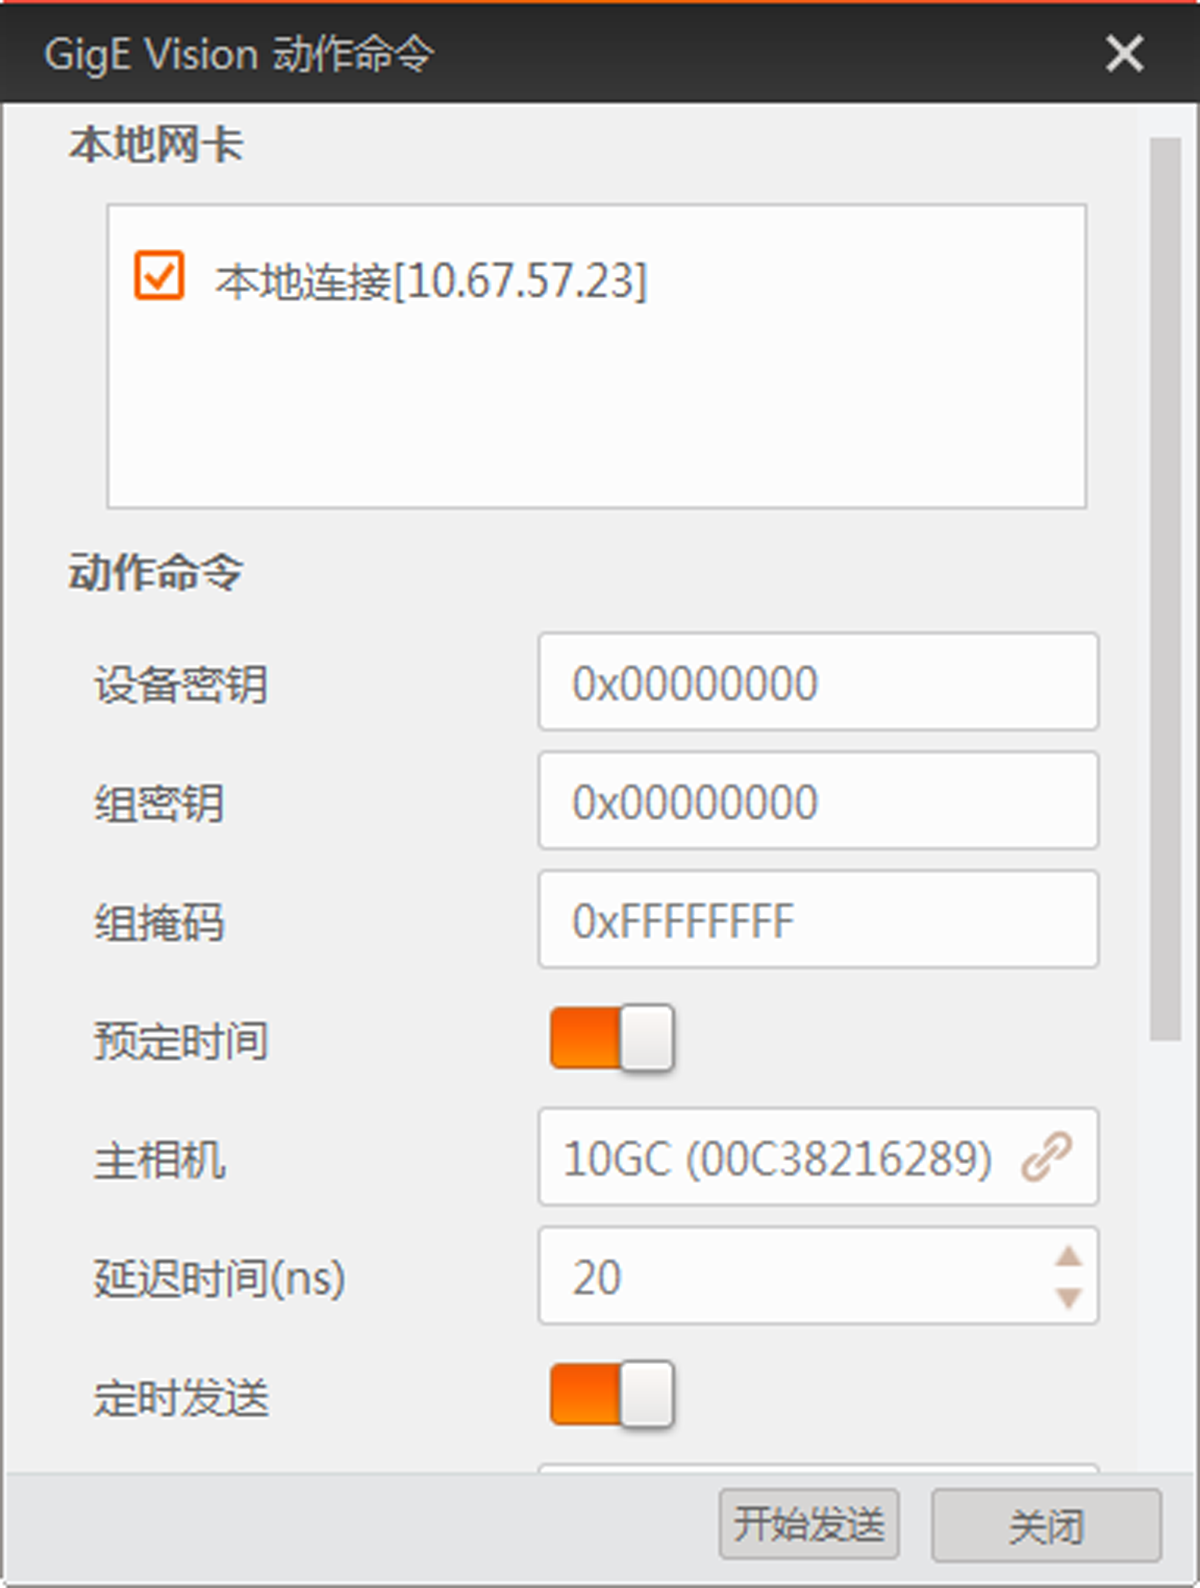 GigE Vision 动作命令
本地网卡
本地连接[10.67.57.23]
动作命令
设备密钥 0x00000000
组密钥 0x00000000
组掩码 0xFFFFFFFF
预定时间
主相机 10GC (00C38216289)
延迟时间(ns) 20
定时发送
开始发送 关闭